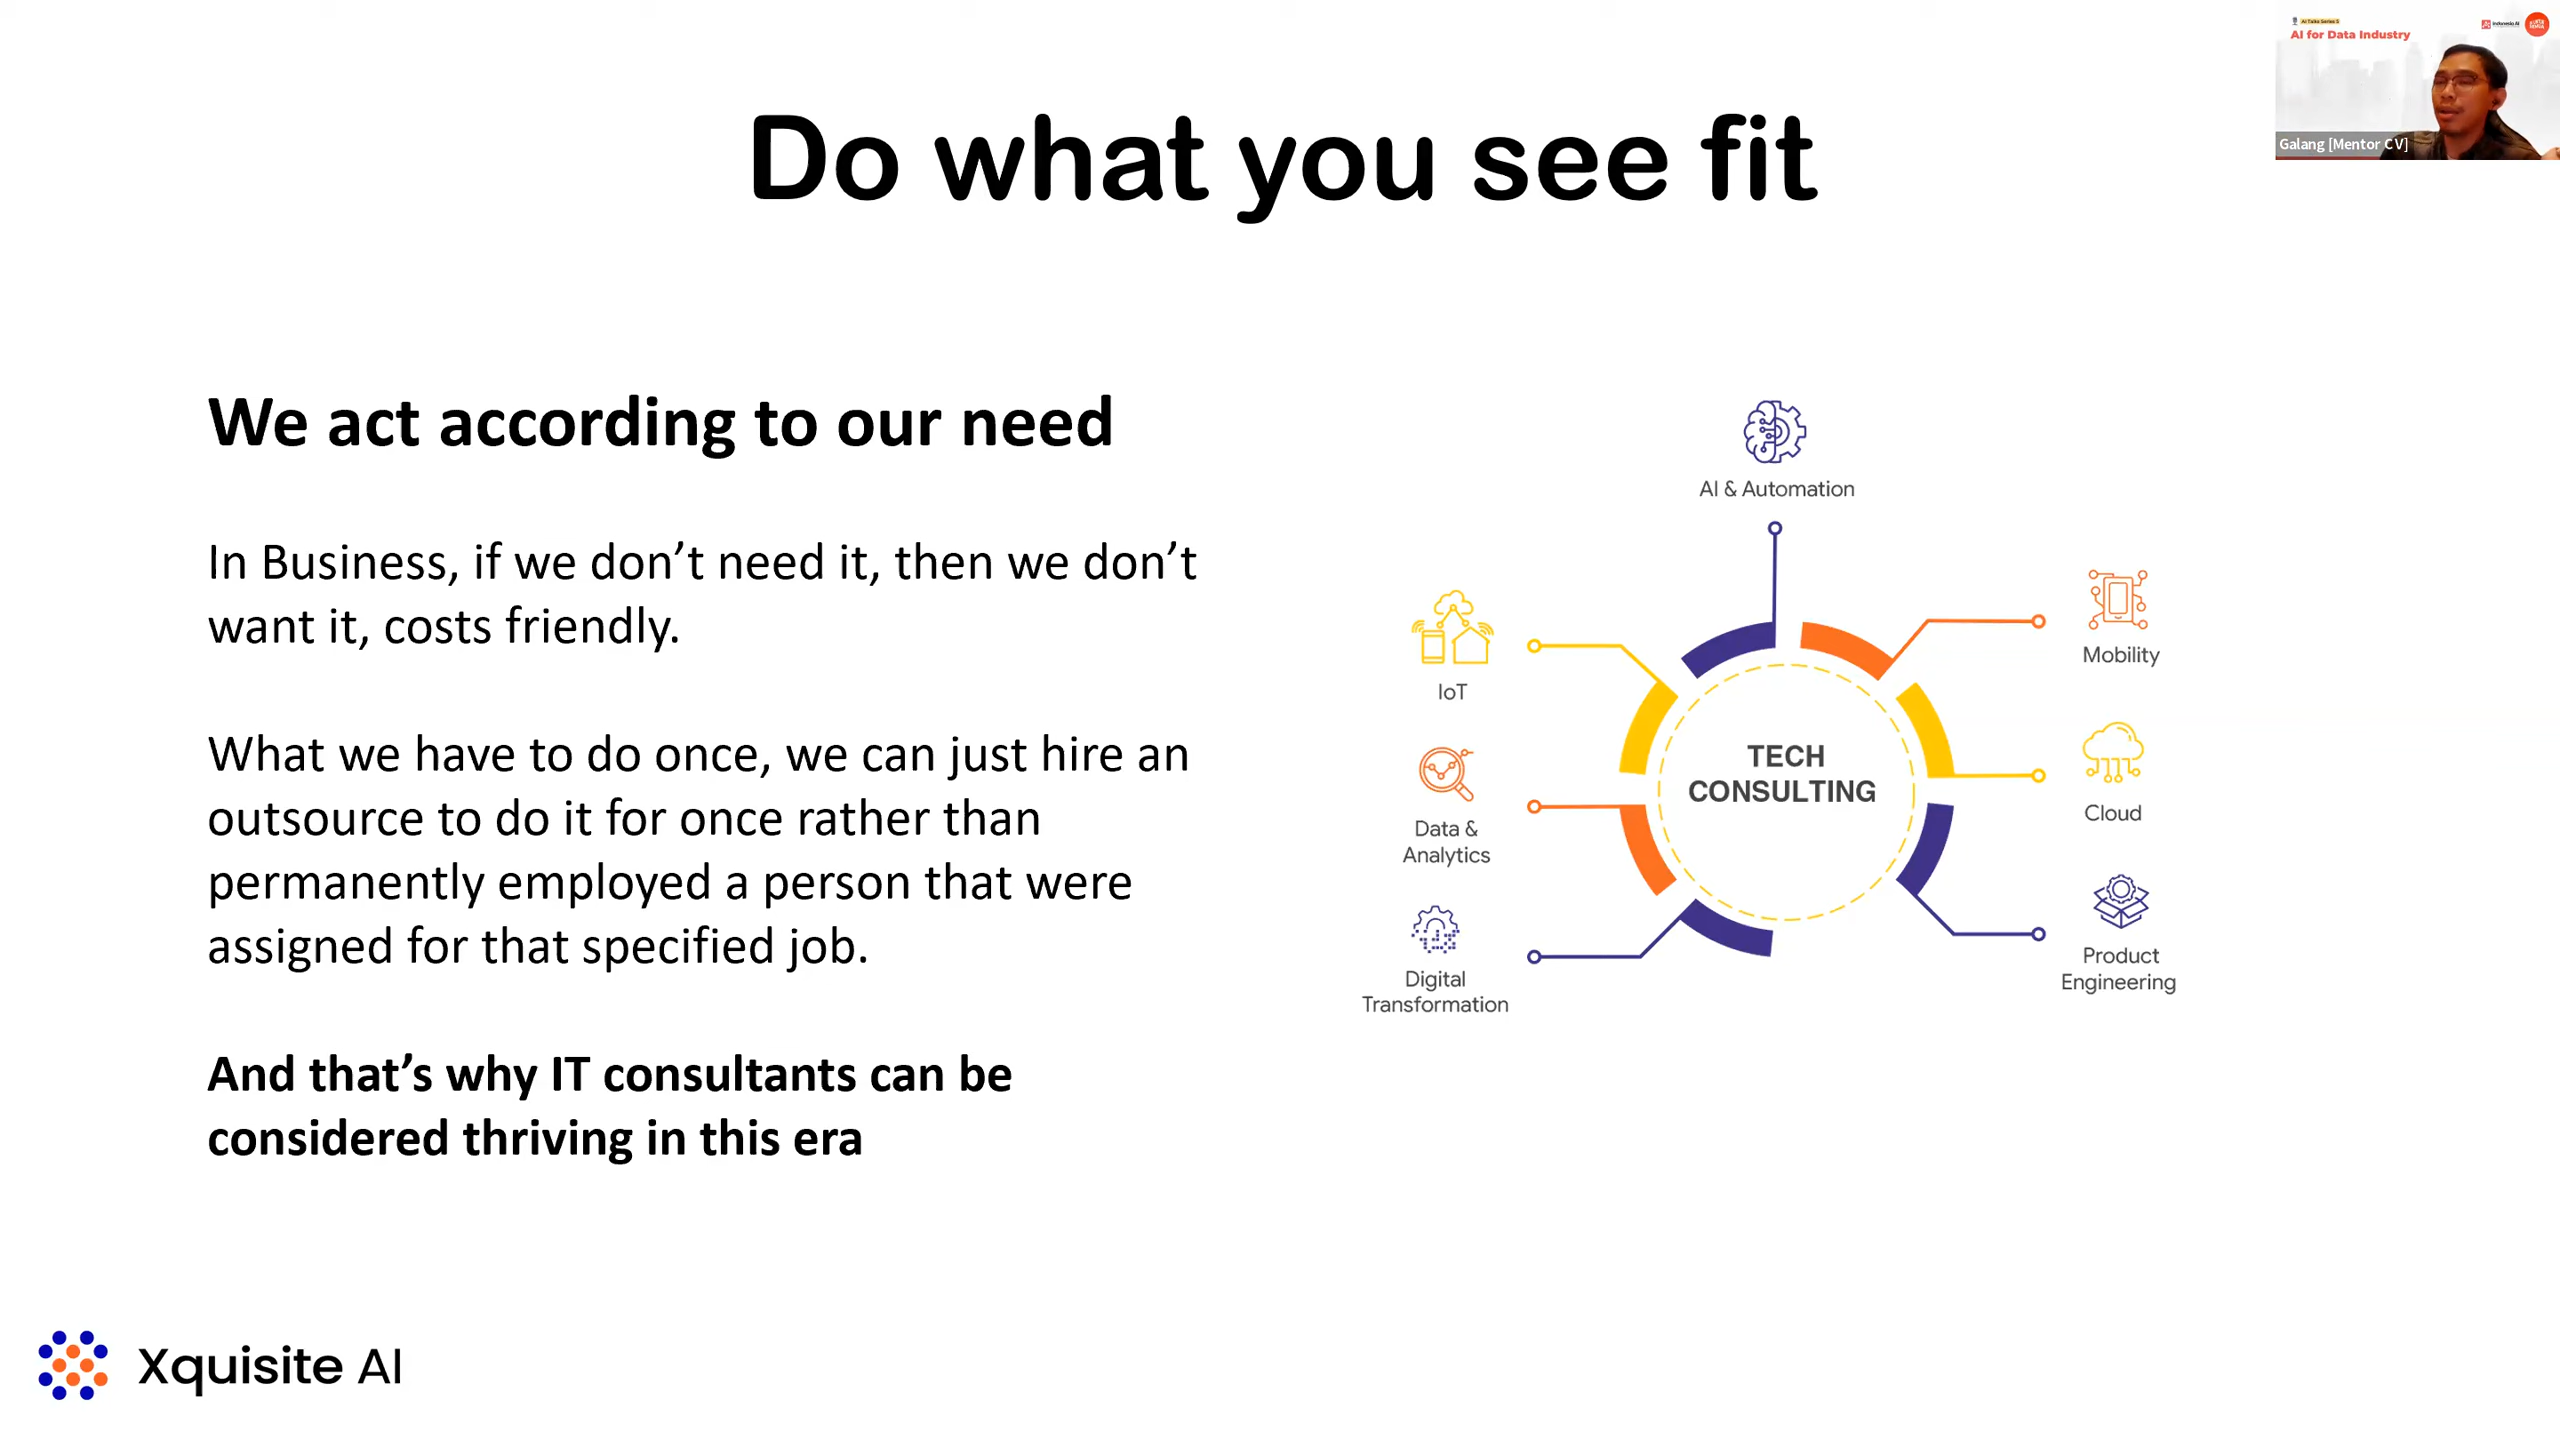 AI Talks Series 5
AI for Data Industry
Indonesia AI
Galang [Mentor CV]
Do what you see fit
We act according to our need
In Business, if we don’t need it, then we don’t
want it, costs friendly.
What we have to do once, we can just hire an
outsource to do it for once rather than
permanently employed a person that were
assigned for that specified job.
And that’s why IT consultants can be
considered thriving in this era
AI & Automation
IoT
Data &
Analytics
Digital
Transformation
TECH
CONSULTING
Mobility
Cloud
Product
Engineering
Xquisite AI